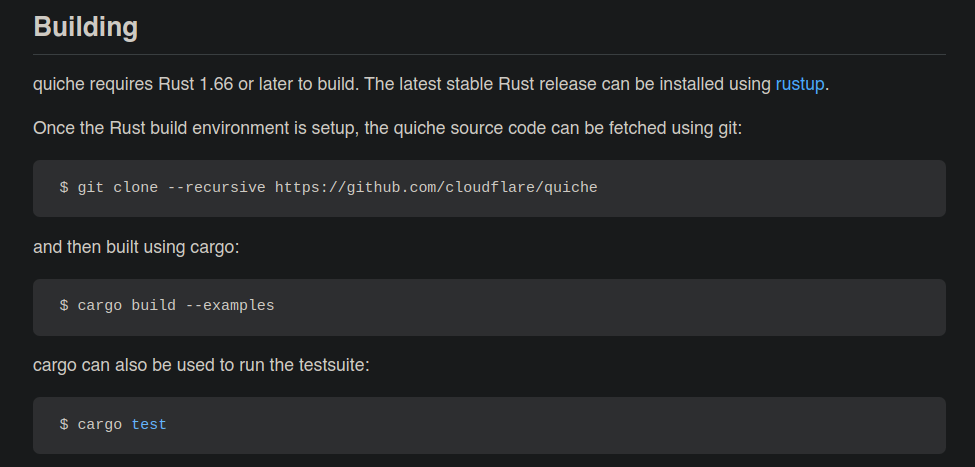 Building
quiche requires Rust 1.66 or later to build. The latest stable Rust release can be installed using rustup.
Once the Rust build environment is setup, the quiche source code can be fetched using git:
$ git clone --recursive https://github.com/cloudflare/quiche
and then built using cargo:
$ cargo build --examples
cargo can also be used to run the testsuite:
$ cargo test